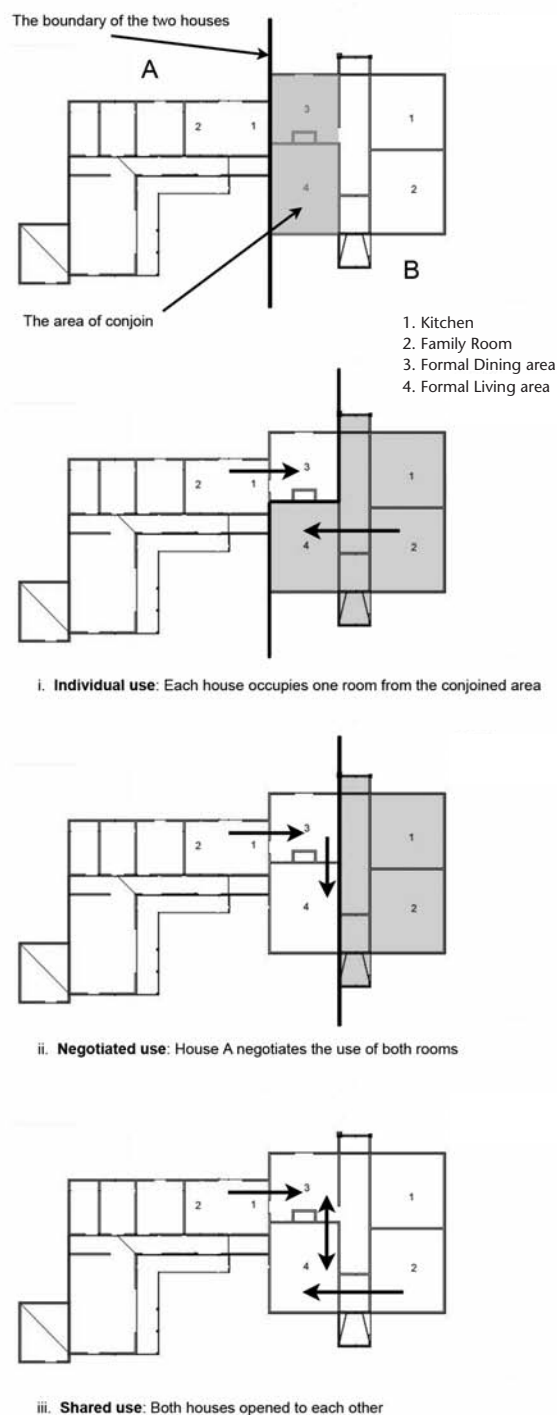 The boundary of the two houses
A
2 1
3
1
4
2
B
The area of conjoin
1. Kitchen
2. Family Room
3. Formal Dining area
4. Formal Living area
2 1
3
1
4
2
i. Individual use: Each house occupies one room from the conjoined area
2 1
3
1
4
2
ii. Negotiated use: House A negotiates the use of both rooms
2 1
3
1
4
2
iii. Shared use: Both houses opened to each other